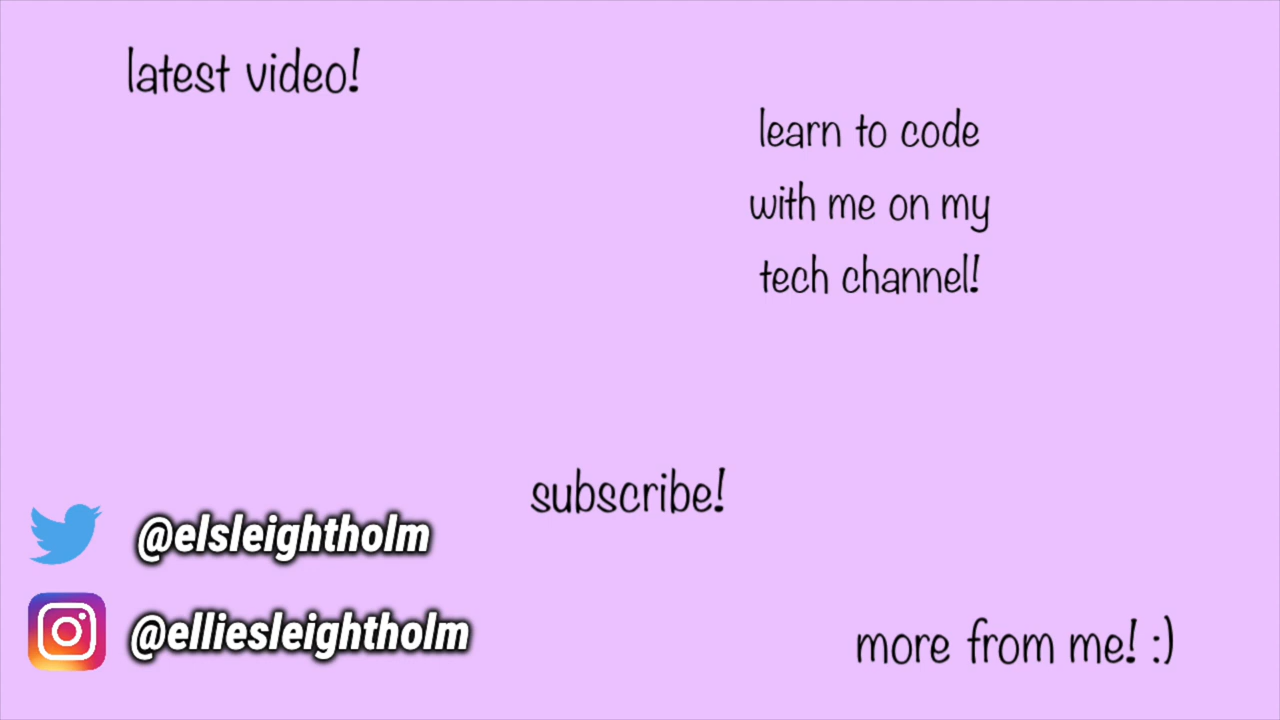 latest video!
learn to code
with me on my
tech channel!
subscribe!
@elsleightholm
@elliesleightholm
more from me! :)